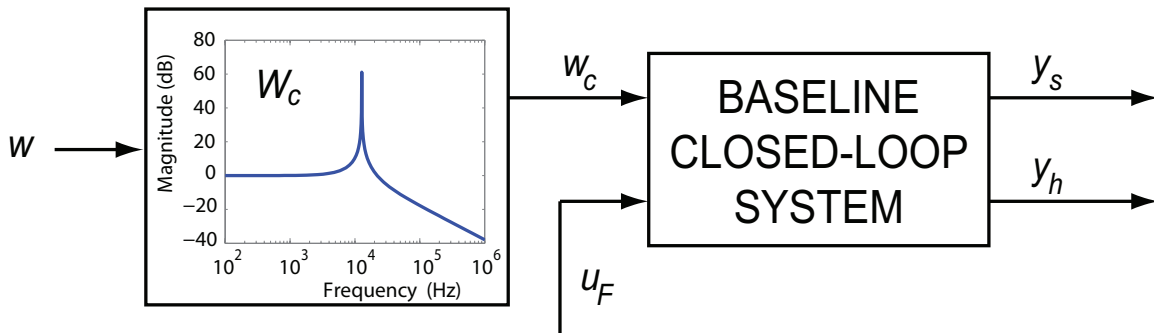 w
W_c
Magnitude (dB)
80
60
40
20
0
−20
−40
10^2
10^3
10^4
10^5
10^6
Frequency (Hz)
w_c
u_F
BASELINE
CLOSED-LOOP
SYSTEM
y_s
y_h